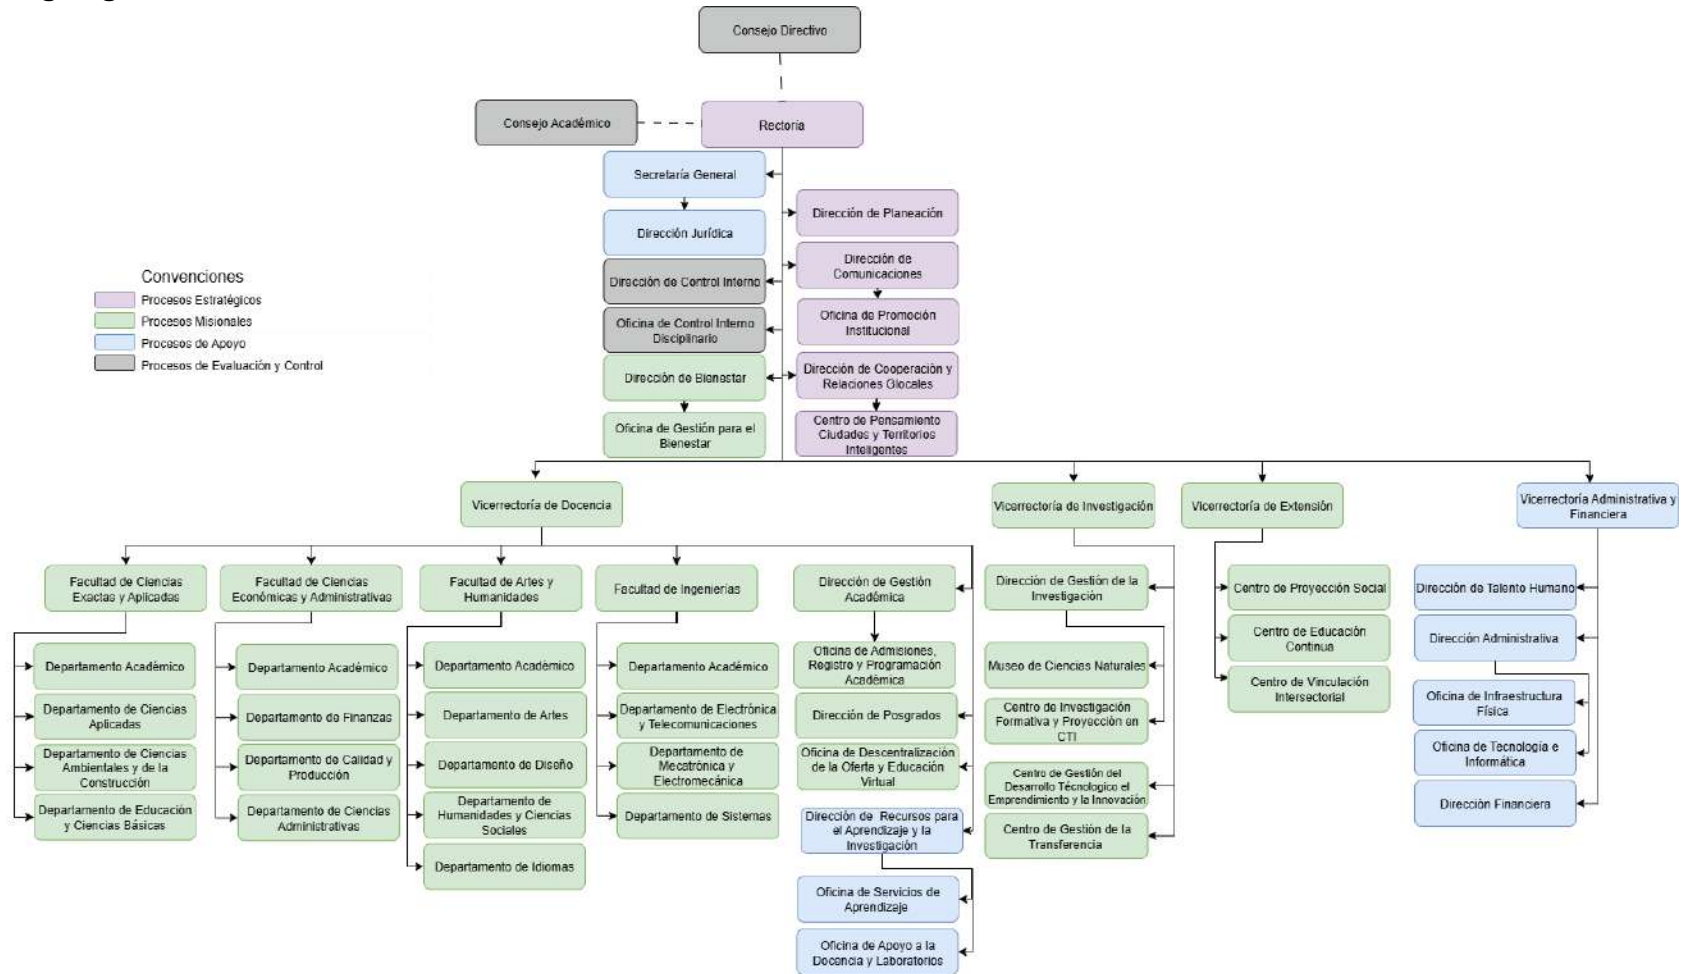 Consejo Directivo
Consejo Académico
Rectoría
Secretaría General
Dirección de Planeación
Dirección Jurídica
Dirección de
Comunicaciones
Dirección de Control Interno
Oficina de Promoción
Institucional
Oficina de Control Interno
Disciplinario
Dirección de Bienestar
Dirección de Cooperación y
Relaciones Glocales
Oficina de Gestión para el
Bienestar
Centro de Pensamiento
Ciudades y Territorios
Inteligentes
Convenciones
Procesos Estratégicos
Procesos Misionales
Procesos de Apoyo
Procesos de Evaluación y Control
Vicerrectoría de Docencia
Vicerrectoría de Investigación
Vicerrectoría de Extensión
Vicerrectoría Administrativa y
Financiera
Facultad de Ciencias
Exactas y Aplicadas
Departamento Académico
Departamento de Ciencias
Aplicadas
Departamento de Ciencias
Ambientales y de la
Construcción
Departamento de Educación
y Ciencias Básicas
Facultad de Ciencias
Económicas y Administrativas
Departamento Académico
Departamento de Finanzas
Departamento de Calidad y
Producción
Departamento de Ciencias
Administrativas
Facultad de Artes y
Humanidades
Departamento Académico
Departamento de Artes
Departamento de Diseño
Departamento de
Humanidades y Ciencias
Sociales
Departamento de Idiomas
Facultad de Ingenierías
Departamento Académico
Departamento de Electrónica
y Telecomunicaciones
Departamento de
Mecatrónica y
Electromecánica
Departamento de Sistemas
Dirección de Gestión
Académica
Oficina de Admisiones,
Registro y Programación
Académica
Dirección de Posgrados
Oficina de Descentralización
de la Oferta y Educación
Virtual
Dirección de Recursos para
el Aprendizaje y la
Investigación
Oficina de Servicios de
Aprendizaje
Oficina de Apoyo a la
Docencia y Laboratorios
Dirección de Gestión de la
Investigación
Museo de Ciencias Naturales
Centro de Investigación
Formativa y Proyección en
CTI
Centro de Gestión del
Desarrollo Técnologico el
Emprendimiento y la Innovación
Centro de Gestión de la
Transferencia
Centro de Proyección Social
Centro de Educación
Continua
Centro de Vinculación
Intersectorial
Dirección de Talento Humano
Dirección Administrativa
Oficina de Infraestructura
Física
Oficina de Tecnología e
Informática
Dirección Financiera